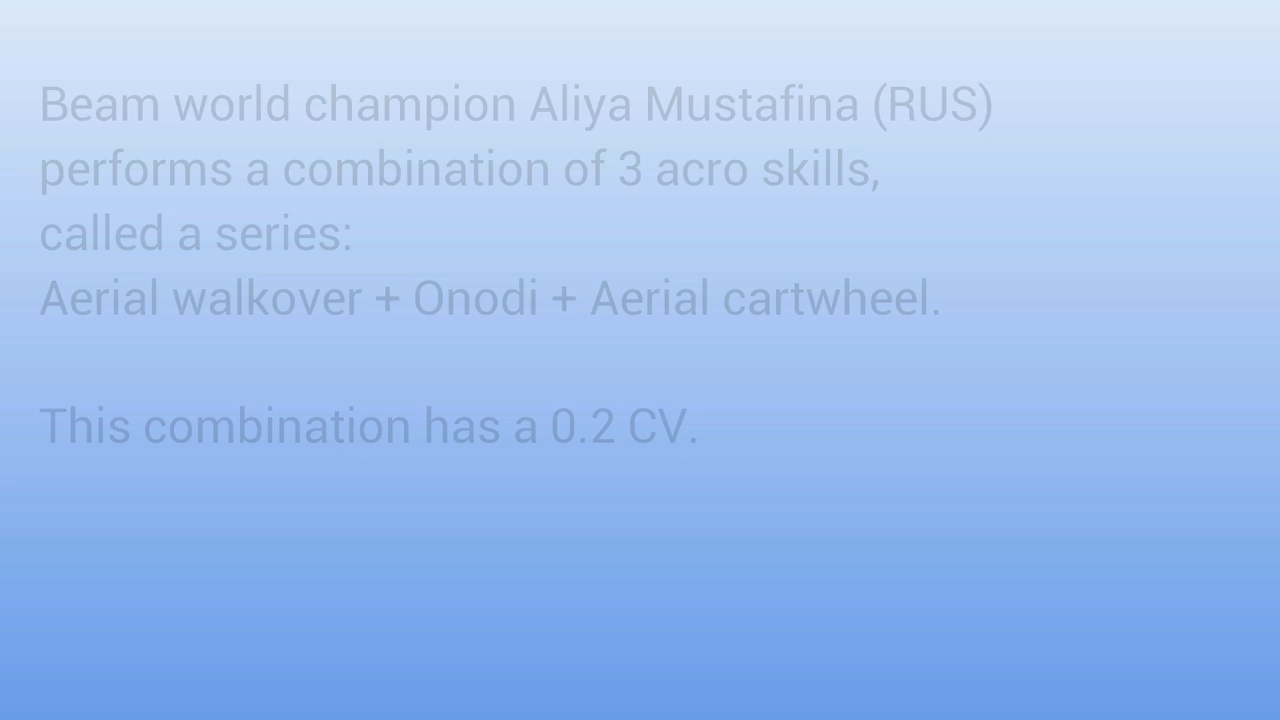 Beam world champion Aliya Mustafina (RUS)
performs a combination of 3 acro skills,
called a series:
Aerial walkover + Onodi + Aerial cartwheel.
This combination has a 0.2 CV.